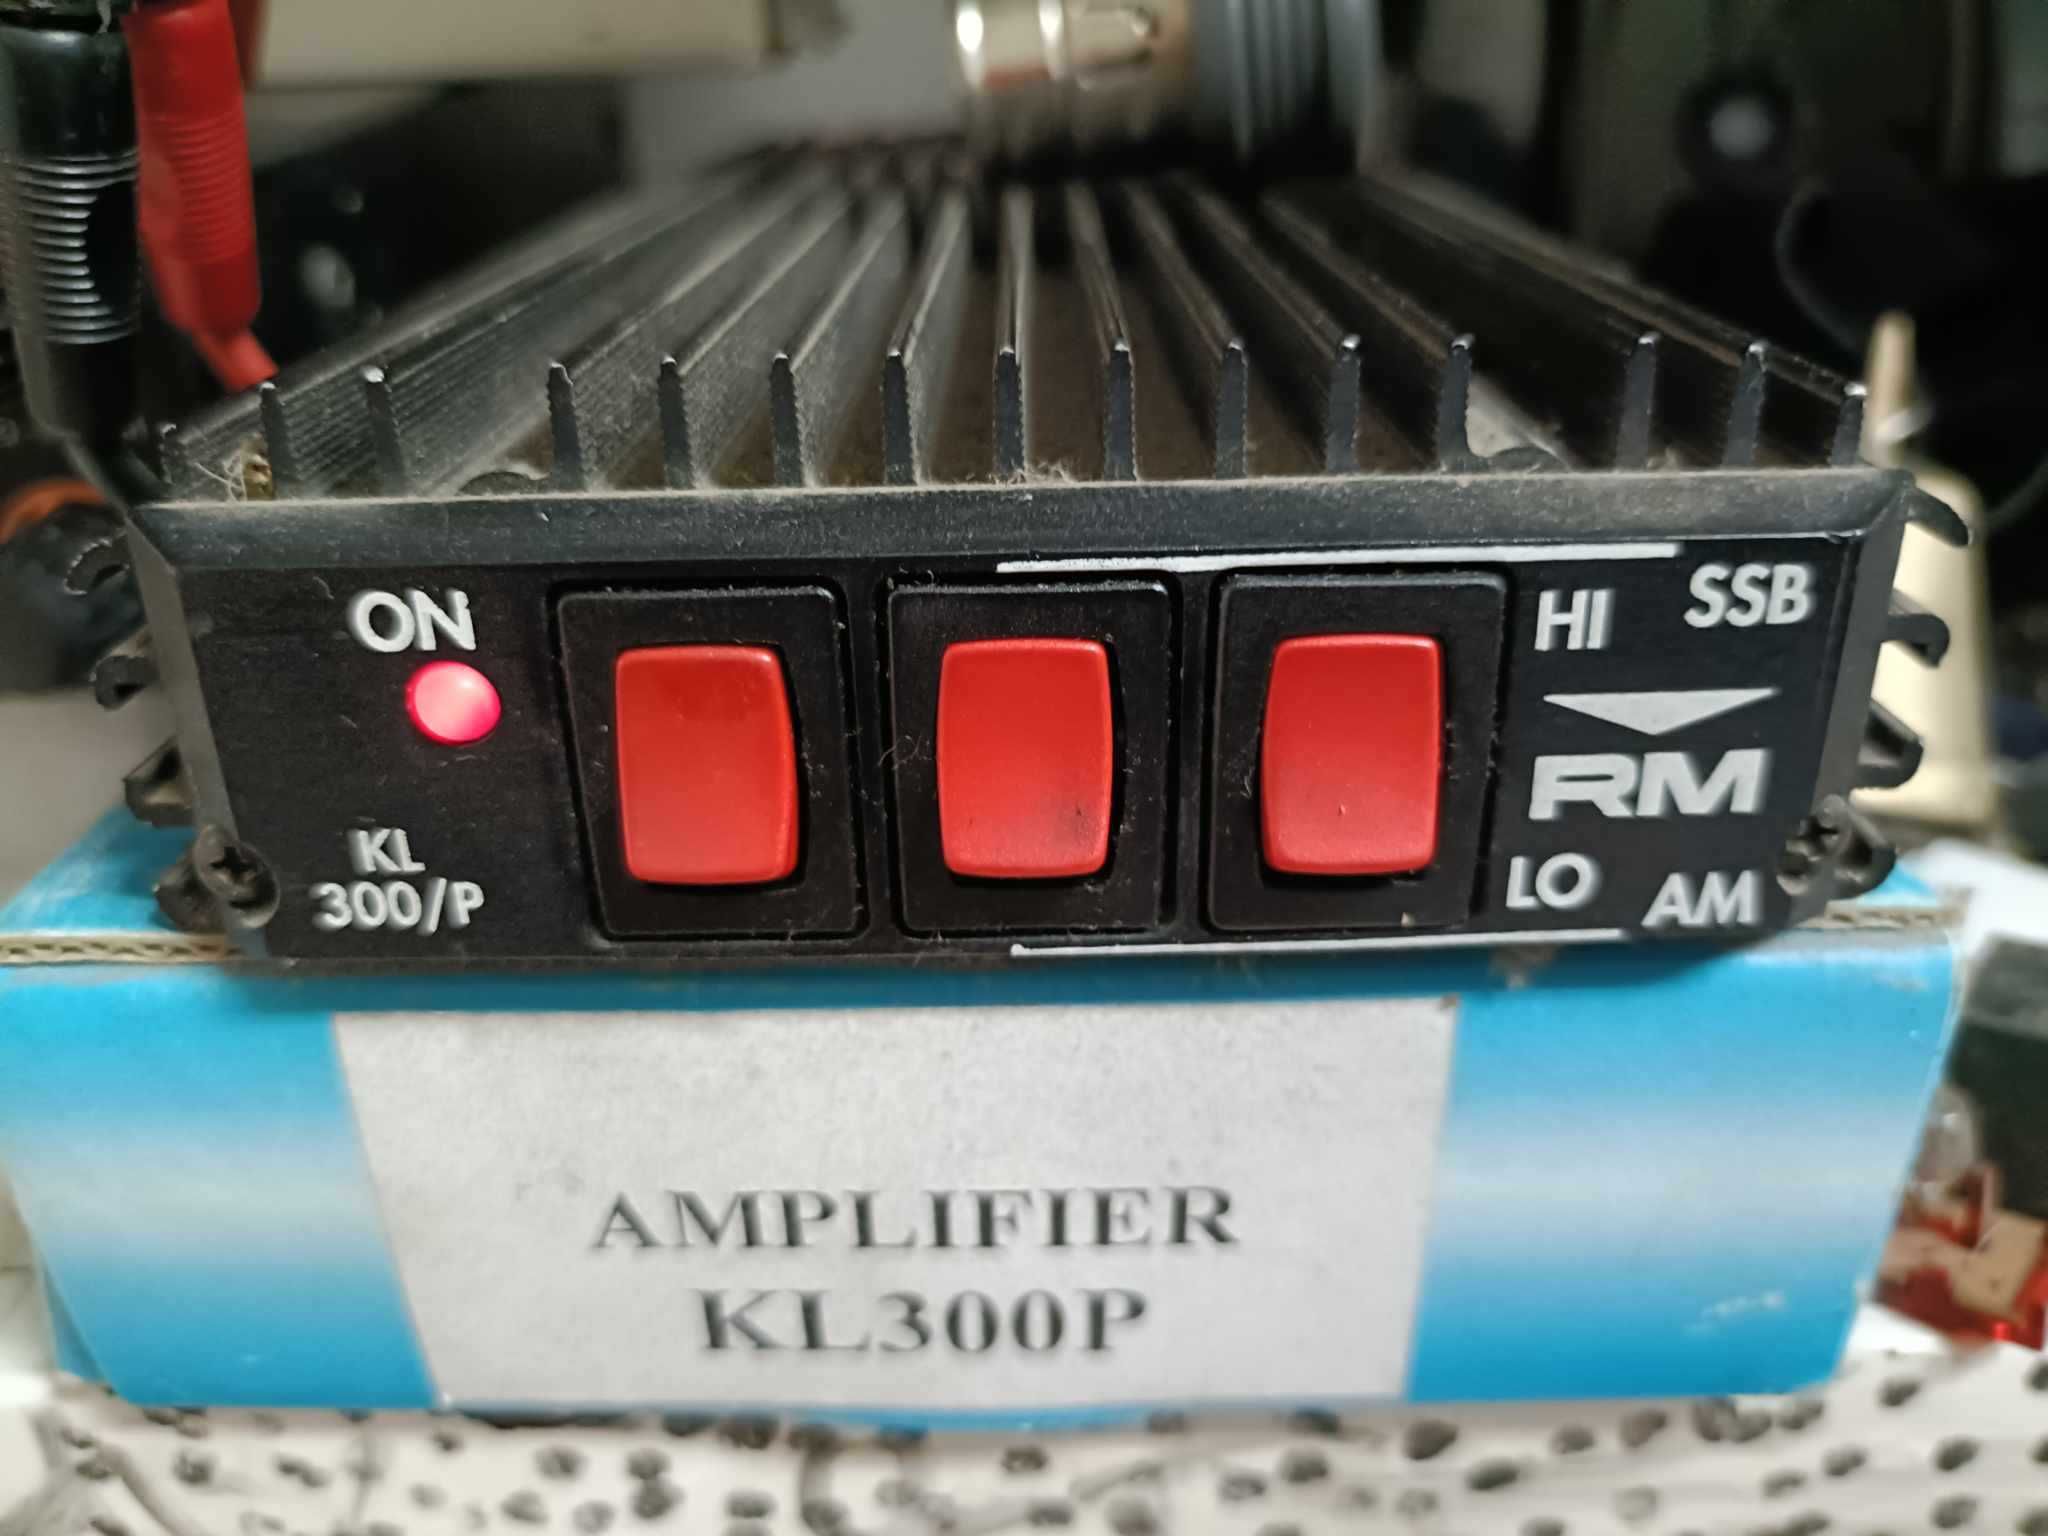 ON
HI SSB
RM
KL
300/P
LO AM
AMPLIFIER
KL300P